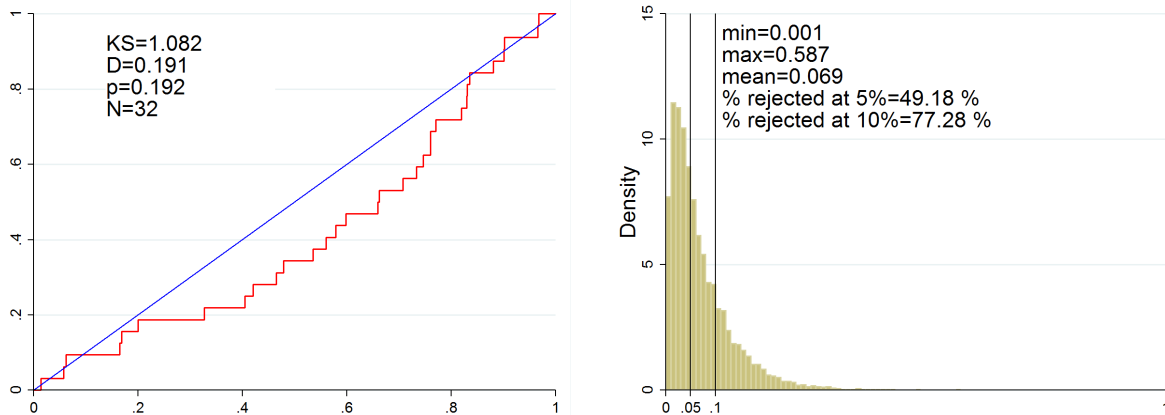 KS=1.082
D=0.191
p=0.192
N=32
1
.8
.6
.4
.2
0
0 .2 .4 .6 .8 1
min=0.001
max=0.587
mean=0.069
% rejected at 5%=49.18 %
% rejected at 10%=77.28 %
Density
15
10
5
0
0 .05 .1